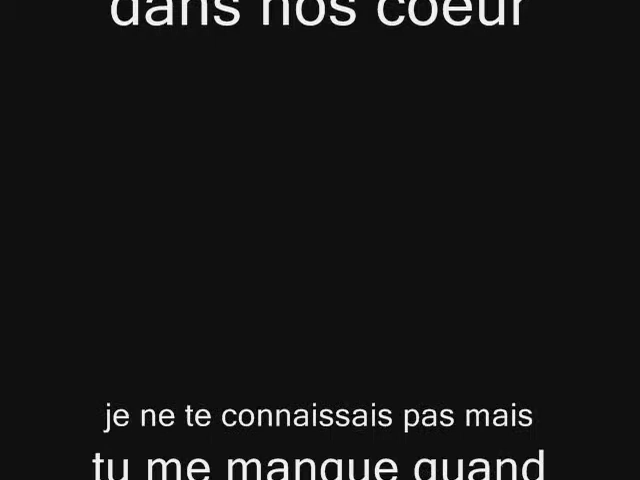 dans nos coeur
je ne te connaissais pas mais
tu me manque quand